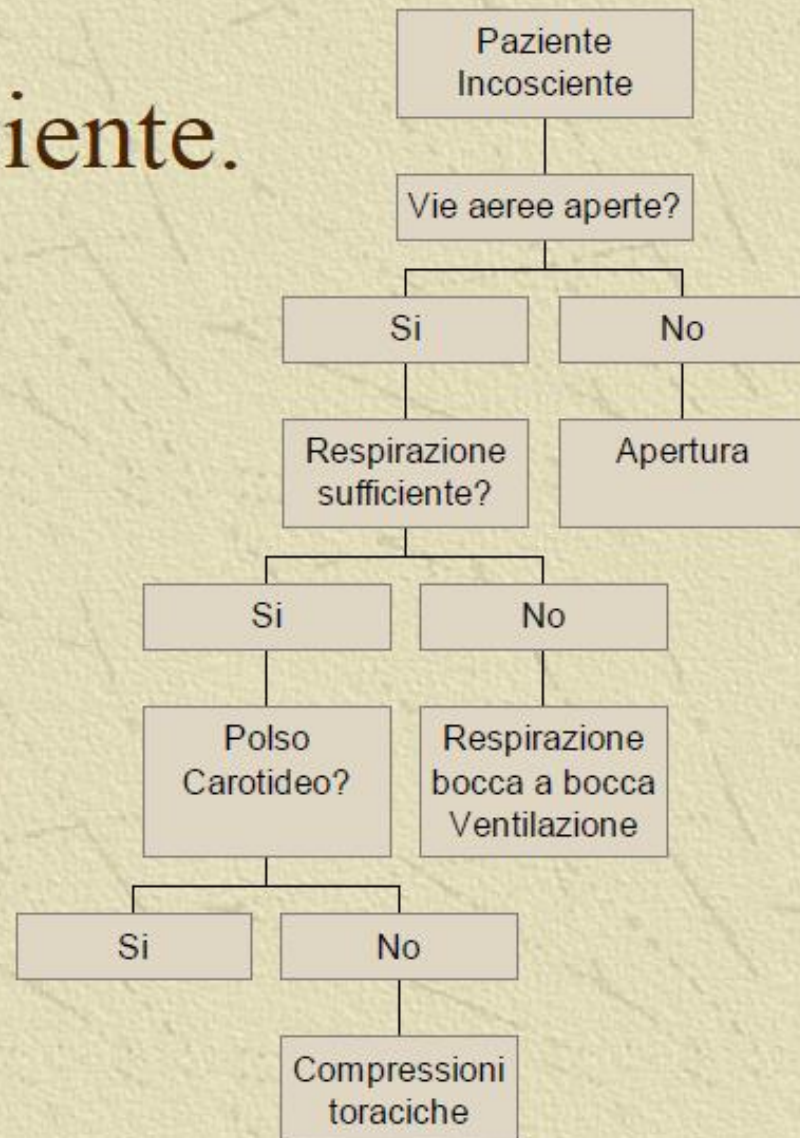 iente.
Paziente
Incosciente
Vie aeree aperte?
Si
No
Respirazione
sufficiente?
Apertura
Si
No
Polso
Carotideo?
Respirazione
bocca a bocca
Ventilazione
Si
No
Compressioni
toraciche